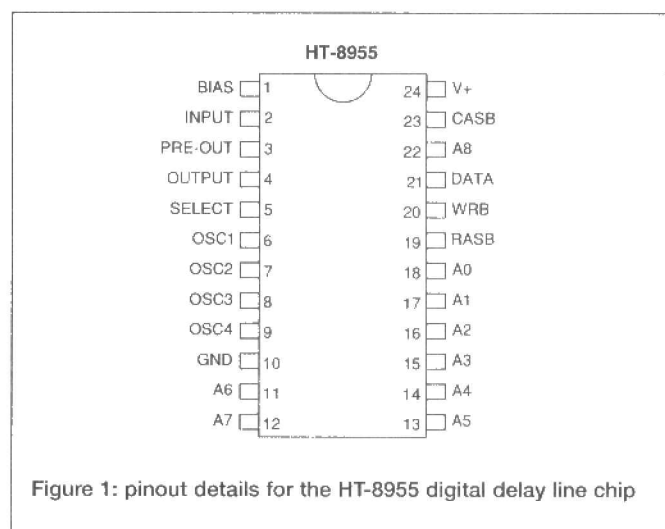 HT-8955
BIAS 1 24 V+
INPUT 2 23 CASB
PRE-OUT 3 22 A8
OUTPUT 4 21 DATA
SELECT 5 20 WRB
OSC1 6 19 RASB
OSC2 7 18 A0
OSC3 8 17 A1
OSC4 9 16 A2
GND 10 15 A3
A6 11 14 A4
A7 12 13 A5
Figure 1: pinout details for the HT-8955 digital delay line chip